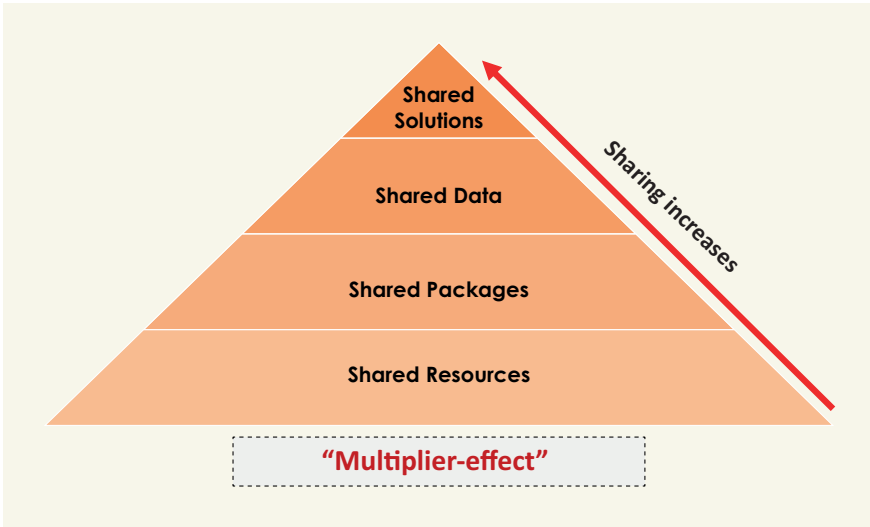 Shared
Solutions
Sharing increases
Shared Data
Shared Packages
Shared Resources
“Multiplier-effect”